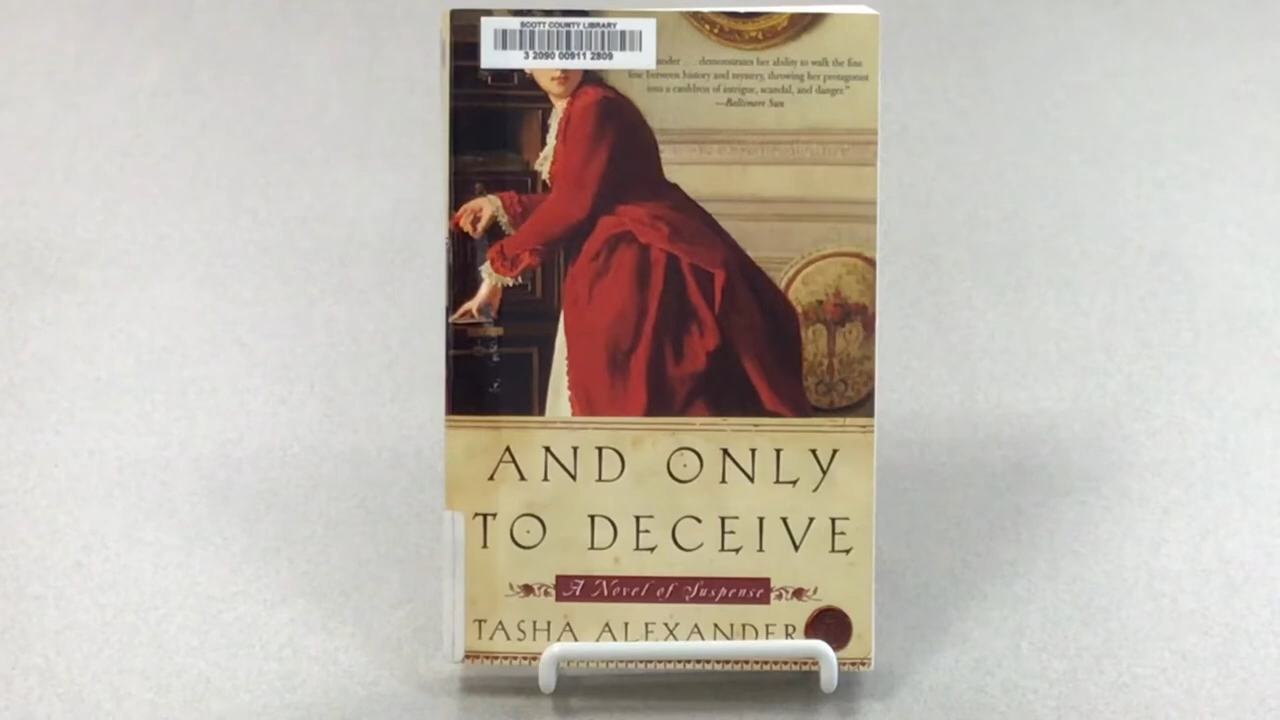 SCOTT COUNTY LIBRARY
3 2090 00911 2809
ander . . . demonstrates her ability to walk the fine
line between history and mystery, throwing her protagonist
into a cauldron of intrigue, scandal, and danger."
—Baltimore Sun
AND ONLY
TO DECEIVE
A Novel of Suspense
TASHA ALEXANDER